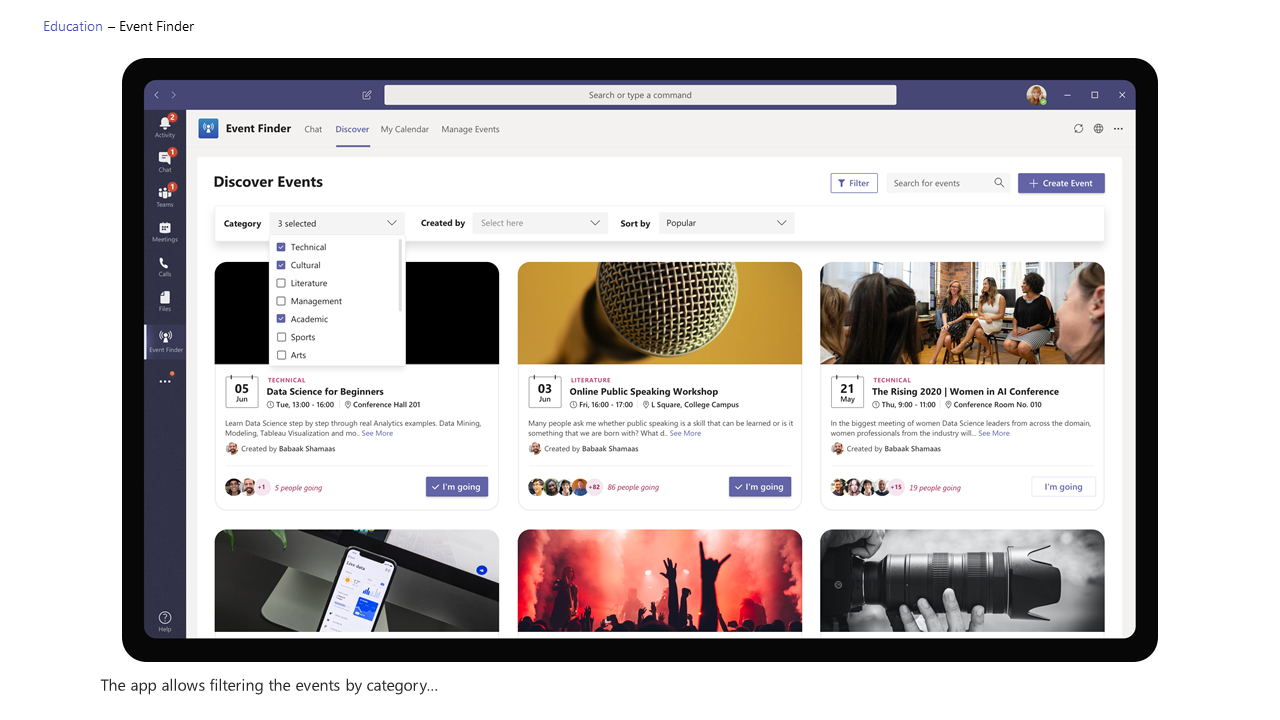 Education – Event Finder
Search or type a command
2
Activity
1
Chat
1
Teams
Meetings
Calls
Files
Event Finder
Help
Event Finder Chat Discover My Calendar Manage Events
Discover Events
Filter
Search for events
Create Event
Category 3 selected
Created by Select here
Sort by Popular
Technical
Cultural
Literature
Management
Academic
Sports
Arts
05
Jun
TECHNICAL
Data Science for Beginners
Tue, 13:00 - 16:00 Conference Hall 201
Learn Data Science step by step through real Analytics examples. Data Mining,
Modeling, Tableau Visualization and mo.. See More
Created by Babaak Shamaas
+1 5 people going
I'm going
03
Jun
LITERATURE
Online Public Speaking Workshop
Fri, 16:00 - 17:00 L Square, College Campus
Many people ask me whether public speaking is a skill that can be learned or is it
something that we are born with? What d.. See More
Created by Babaak Shamaas
+82 86 people going
I'm going
21
May
TECHNICAL
The Rising 2020 | Women in AI Conference
Thu, 9:00 - 11:00 Conference Room No. 010
In the biggest meeting of women Data Science leaders from across the domain,
women professionals from the industry will... See More
Created by Babaak Shamaas
+15 19 people going
I'm going
Live data
The app allows filtering the events by category...